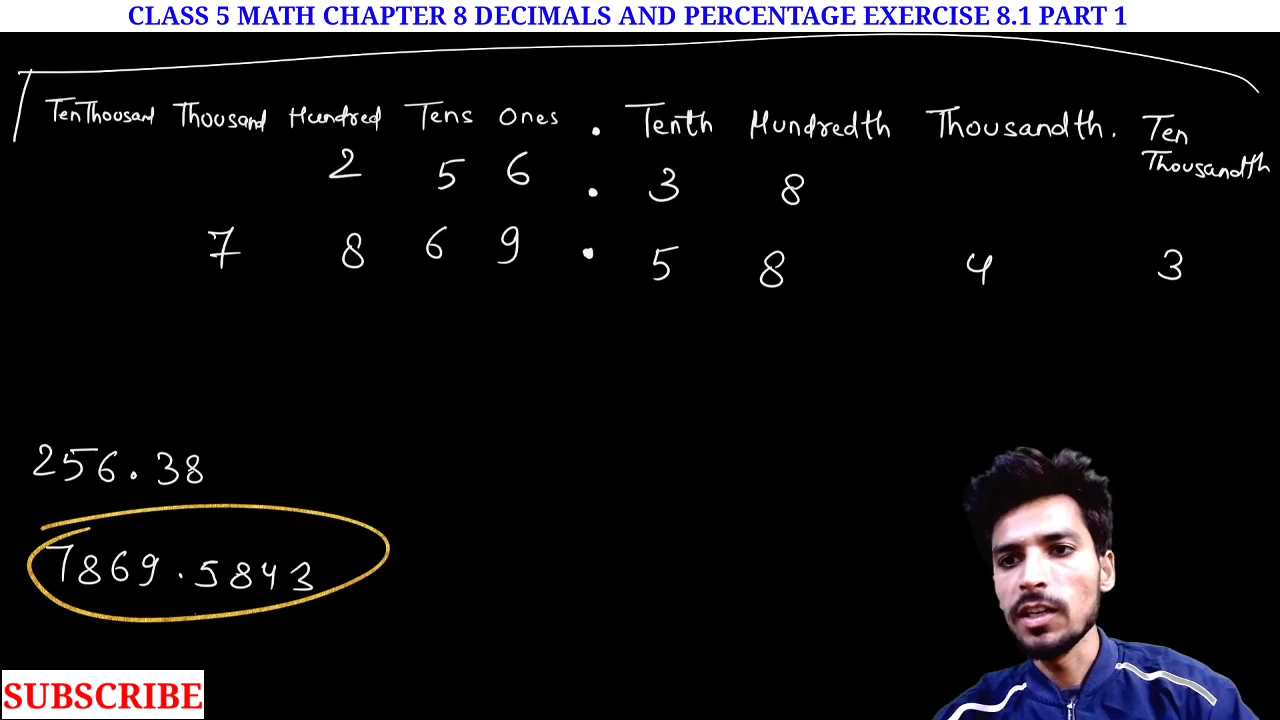 CLASS 5 MATH CHAPTER 8 DECIMALS AND PERCENTAGE EXERCISE 8.1 PART 1
Ten Thousand Thousand Hundred Tens Ones . Tenth Hundredth Thousandth. Ten Thousandth
2 5 6 . 3 8
7 8 6 9 . 5 8 4 3
256.38
7869.5843
SUBSCRIBE